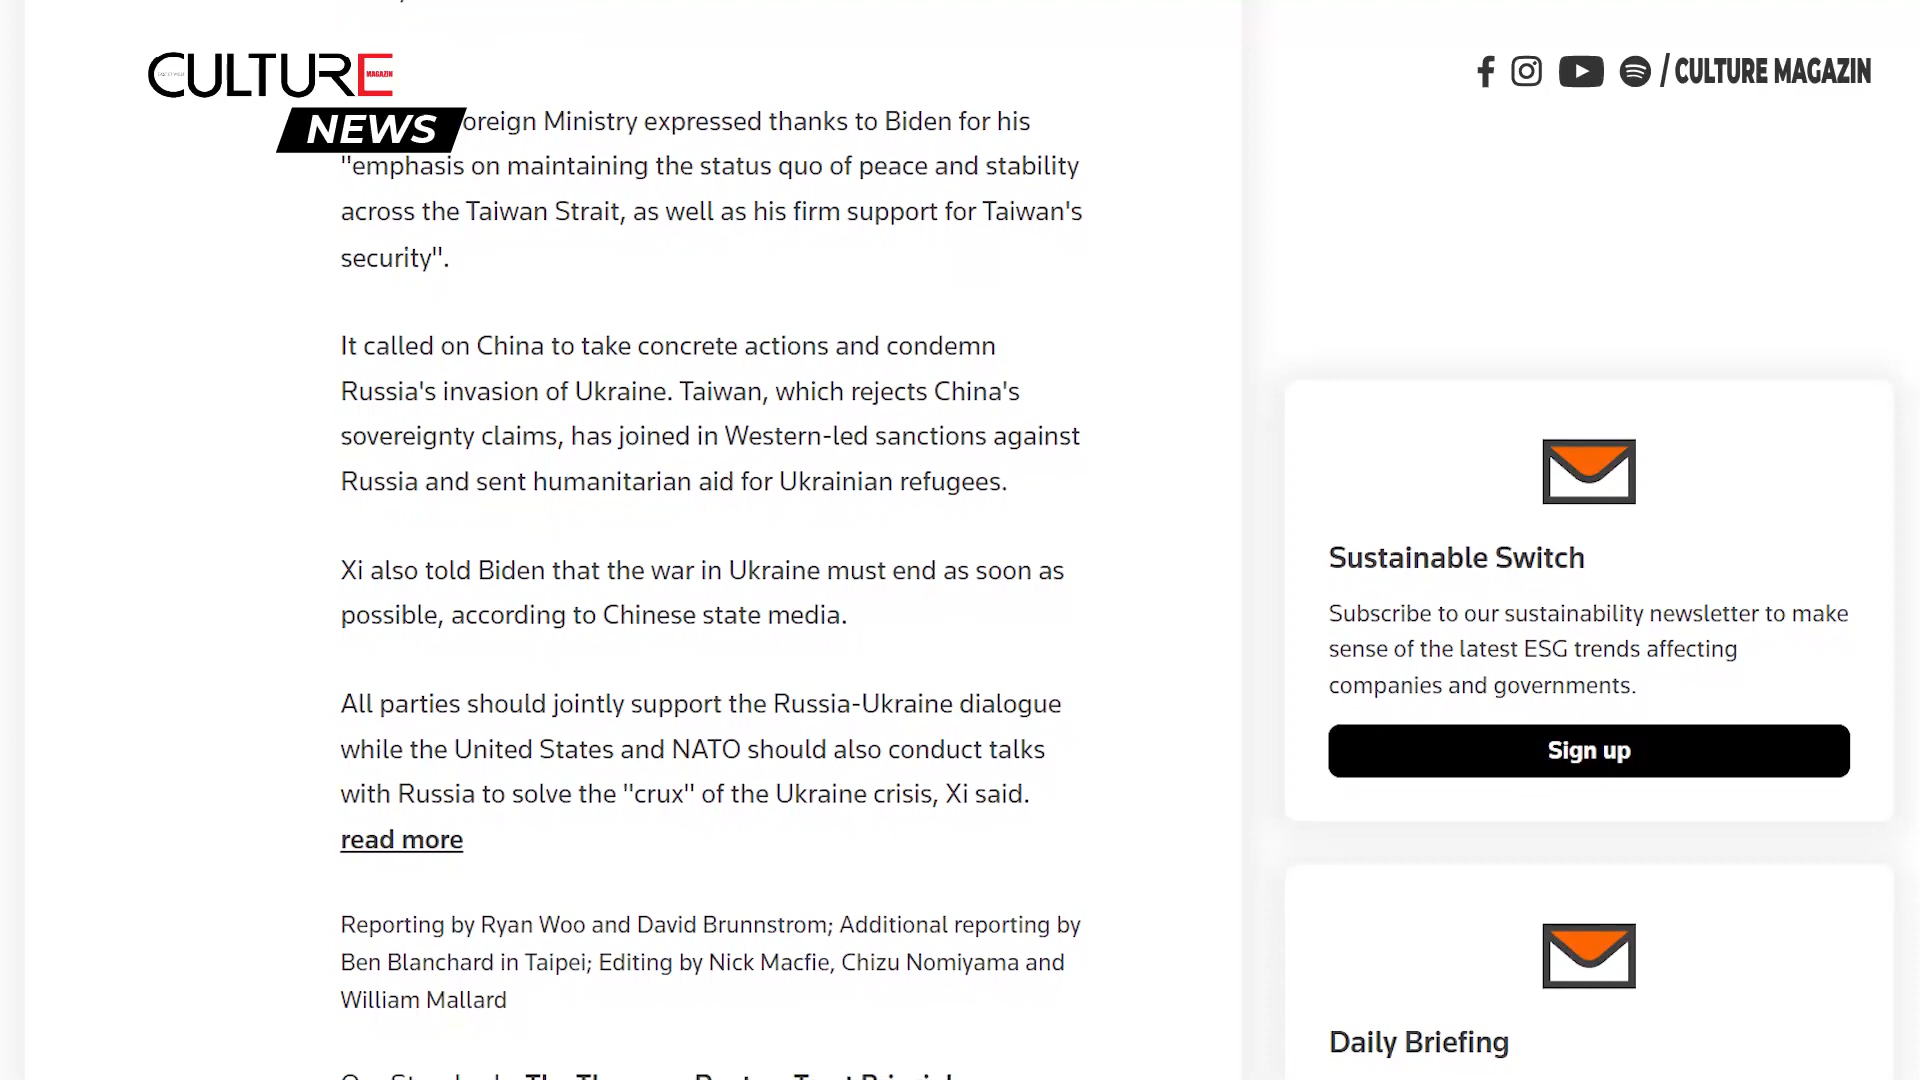 CULTURE
MAGAZIN
NEWS
/ CULTURE MAGAZIN
oreign Ministry expressed thanks to Biden for his
"emphasis on maintaining the status quo of peace and stability
across the Taiwan Strait, as well as his firm support for Taiwan's
security".
It called on China to take concrete actions and condemn
Russia's invasion of Ukraine. Taiwan, which rejects China's
sovereignty claims, has joined in Western-led sanctions against
Russia and sent humanitarian aid for Ukrainian refugees.
Xi also told Biden that the war in Ukraine must end as soon as
possible, according to Chinese state media.
All parties should jointly support the Russia-Ukraine dialogue
while the United States and NATO should also conduct talks
with Russia to solve the "crux" of the Ukraine crisis, Xi said.
read more
Reporting by Ryan Woo and David Brunnstrom; Additional reporting by
Ben Blanchard in Taipei; Editing by Nick Macfie, Chizu Nomiyama and
William Mallard
Sustainable Switch
Subscribe to our sustainability newsletter to make
sense of the latest ESG trends affecting
companies and governments.
Sign up
Daily Briefing